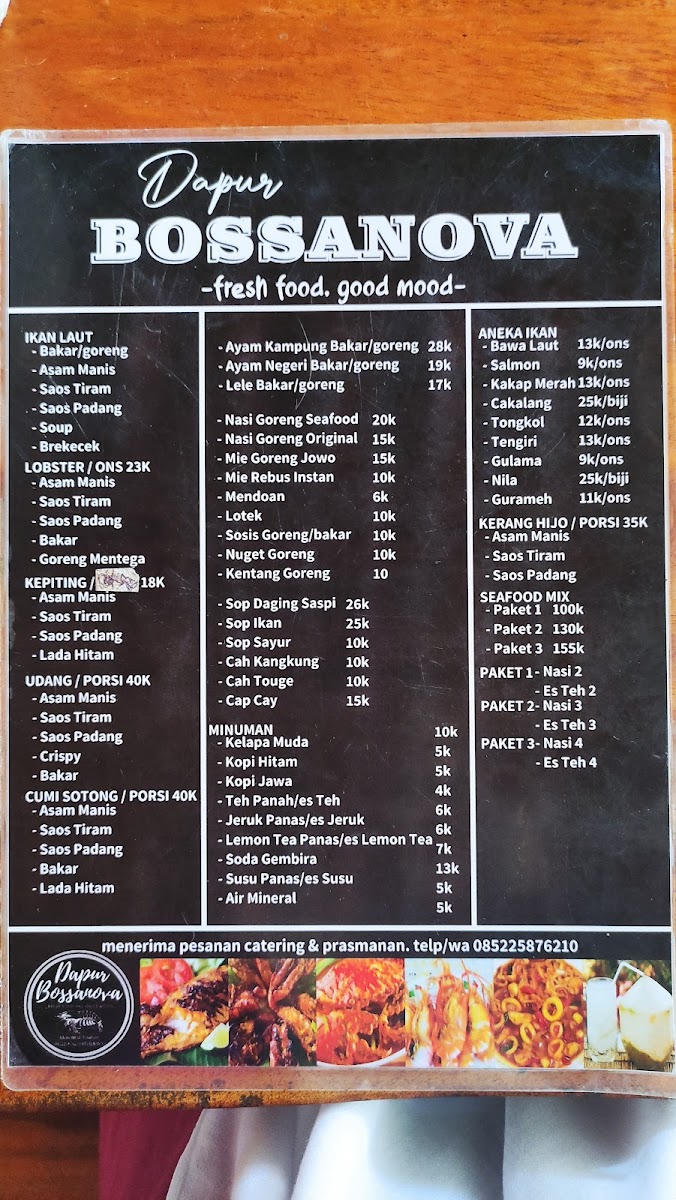 Dapur
BOSSANOVA
-fresh food. good mood-
IKAN LAUT
- Bakar/goreng
- Asam Manis
- Saos Tiram
- Saos Padang
- Soup
- Brekecek
LOBSTER / ONS 23K
- Asam Manis
- Saos Tiram
- Saos Padang
- Bakar
- Goreng Mentega
KEPITING / 18K
- Asam Manis
- Saos Tiram
- Saos Padang
- Lada Hitam
UDANG / PORSI 40K
- Asam Manis
- Saos Tiram
- Saos Padang
- Crispy
- Bakar
CUMI SOTONG / PORSI 40K
- Asam Manis
- Saos Tiram
- Saos Padang
- Bakar
- Lada Hitam
- Ayam Kampung Bakar/goreng 28k
- Ayam Negeri Bakar/goreng 19k
- Lele Bakar/goreng 17k
- Nasi Goreng Seafood 20k
- Nasi Goreng Original 15k
- Mie Goreng Jowo 15k
- Mie Rebus Instan 10k
- Mendoan 6k
- Lotek 10k
- Sosis Goreng/bakar 10k
- Nuget Goreng 10k
- Kentang Goreng 10
- Sop Daging Saspi 26k
- Sop Ikan 25k
- Sop Sayur 10k
- Cah Kangkung 10k
- Cah Touge 10k
- Cap Cay 15k
MINUMAN
- Kelapa Muda 10k
- Kopi Hitam 5k
- Kopi Jawa 5k
- Teh Panah/es Teh 4k
- Jeruk Panas/es Jeruk 6k
- Lemon Tea Panas/es Lemon Tea 6k
- Soda Gembira 7k
- Susu Panas/es Susu 13k
- Air Mineral 5k
5k
ANEKA IKAN
- Bawa Laut 13k/ons
- Salmon 9k/ons
- Kakap Merah 13k/ons
- Cakalang 25k/biji
- Tongkol 12k/ons
- Tengiri 13k/ons
- Gulama 9k/ons
- Nila 25k/biji
- Gurameh 11k/ons
KERANG HIJO / PORSI 35K
- Asam Manis
- Saos Tiram
- Saos Padang
SEAFOOD MIX
- Paket 1 100k
- Paket 2 130k
- Paket 3 155k
PAKET 1 - Nasi 2
- Es Teh 2
PAKET 2 - Nasi 3
- Es Teh 3
PAKET 3 - Nasi 4
- Es Teh 4
menerima pesanan catering & prasmanan. telp/wa 085225876210
Dapur
Bossanova